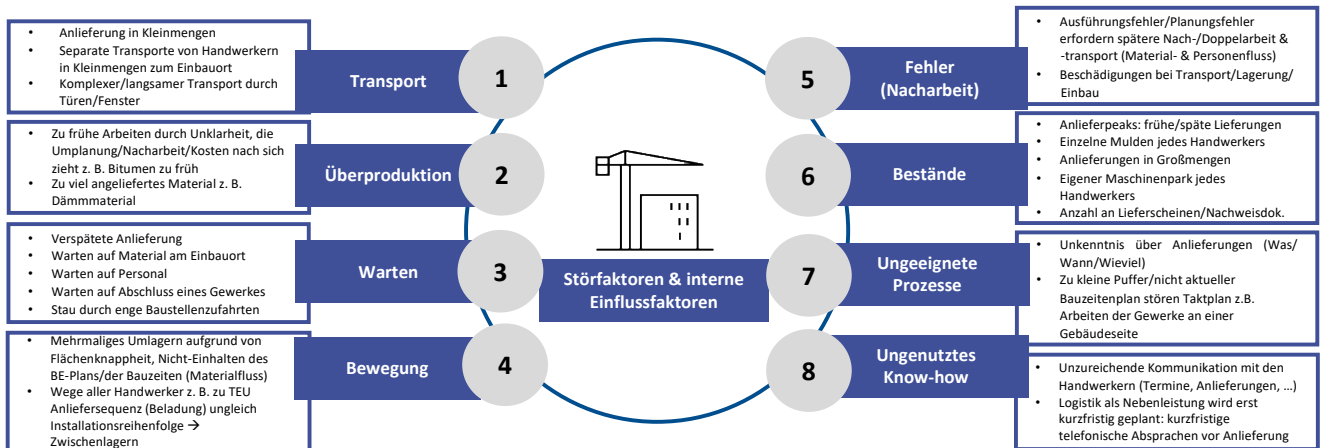 • Anlieferung in Kleinmengen
• Separate Transporte von Handwerkern
in Kleinmengen zum Einbauort
• Komplexer/langsamer Transport durch
Türen/Fenster
Transport
1
• Zu frühe Arbeiten durch Unklarheit, die
Umplanung/Nacharbeit/Kosten nach sich
zieht z. B. Bitumen zu früh
• Zu viel angeliefertes Material z. B.
Dämmmaterial
Überproduktion
2
• Verspätete Anlieferung
• Warten auf Material am Einbauort
• Warten auf Personal
• Warten auf Abschluss eines Gewerkes
• Stau durch enge Baustellenzufahrten
Warten
3
• Mehrmaliges Umlagern aufgrund von
Flächenknappheit, Nicht-Einhalten des
BE-Plans/der Bauzeiten (Materialfluss)
• Wege aller Handwerker z. B. zu TEU
Anliefersequenz (Beladung) ungleich
Installationsreihenfolge →
Zwischenlagern
Bewegung
4
Störfaktoren & interne
Einflussfaktoren
5
Fehler
(Nacharbeit)
• Ausführungsfehler/Planungsfehler
erfordern spätere Nach-/Doppelarbeit &
-transport (Material- & Personenfluss)
• Beschädigungen bei Transport/Lagerung/
Einbau
6
Bestände
• Anlieferpeaks: frühe/späte Lieferungen
• Einzelne Mulden jedes Handwerkers
• Anlieferungen in Großmengen
• Eigener Maschinenpark jedes
Handwerkers
• Anzahl an Lieferscheinen/Nachweisdok.
7
Ungeeignete
Prozesse
• Unkenntnis über Anlieferungen (Was/
Wann/Wieviel)
• Zu kleine Puffer/nicht aktueller
Bauzeitenplan stören Taktplan z.B.
Arbeiten der Gewerke an einer
Gebäudeseite
8
Ungenutztes
Know-how
• Unzureichende Kommunikation mit den
Handwerkern (Termine, Anlieferungen, …)
• Logistik als Nebenleistung wird erst
kurzfristig geplant: kurzfristige
telefonische Absprachen vor Anlieferung